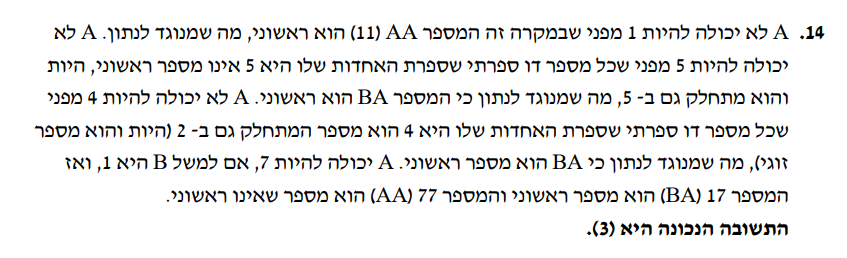 14. A לא יכולה להיות 1 מפני שבמקרה זה המספר AA (11) הוא ראשוני, מה שמנוגד לנתון. A לא
יכולה להיות 5 מפני שכל מספר דו ספרתי שספרת האחדות שלו היא 5 אינו מספר ראשוני, היות
והוא מתחלק גם ב- 5, מה שמנוגד לנתון כי המספר BA הוא ראשוני. A לא יכולה להיות 4 מפני
שכל מספר דו ספרתי שספרת האחדות שלו היא 4 הוא מספר המתחלק גם ב- 2 (היות והוא מספר
זוגי), מה שמנוגד לנתון כי BA הוא מספר ראשוני. A יכולה להיות 7, אם למשל B היא 1, ואז
המספר 17 (BA) הוא מספר ראשוני והמספר 77 (AA) הוא מספר שאינו ראשוני.
התשובה הנכונה היא (3).